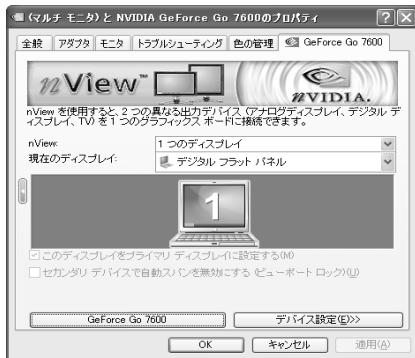 (マルチ モニタ) と NVIDIA GeForce Go 7600のプロパティ
全般 アダプタ モニタ トラブルシューティング 色の管理 GeForce Go 7600
nView™
NVIDIA.
nView を使用すると、2 つの異なる出力デバイス (アナログディスプレイ、デジタル デ
ィスプレイ、TV) を 1 つのグラフィックス ボードに接続できます。
nView:
1 つのディスプレイ
現在のディスプレイ:
デジタル フラット パネル
1
このディスプレイをプライマリ ディスプレイに設定する(M)
セカンダリ デバイスで自動スパンを無効にする (ビューポート ロック)(U)
GeForce Go 7600
デバイス設定(E)>>
OK
キャンセル
適用(A)